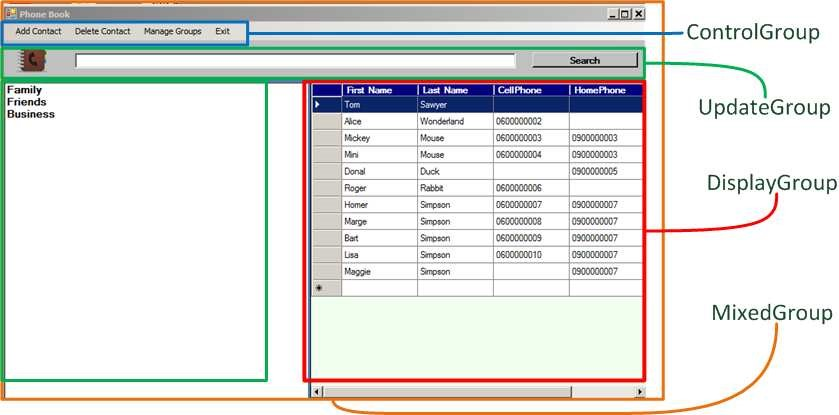 Phone Book
Add Contact Delete Contact Manage Groups Exit
Search
Family
Friends
Business
First Name Last Name CellPhone HomePhone
Tom Sawyer
Alice Wonderland 0600000002
Mickey Mouse 0600000003 0900000003
Mini Mouse 0600000004 0900000003
Donal Duck 0900000005
Roger Rabbit 0600000006
Homer Simpson 0600000007 0900000007
Marge Simpson 0600000008 0900000007
Bart Simpson 0600000009 0900000007
Lisa Simpson 0600000010 0900000007
Maggie Simpson 0900000007
ControlGroup
UpdateGroup
DisplayGroup
MixedGroup